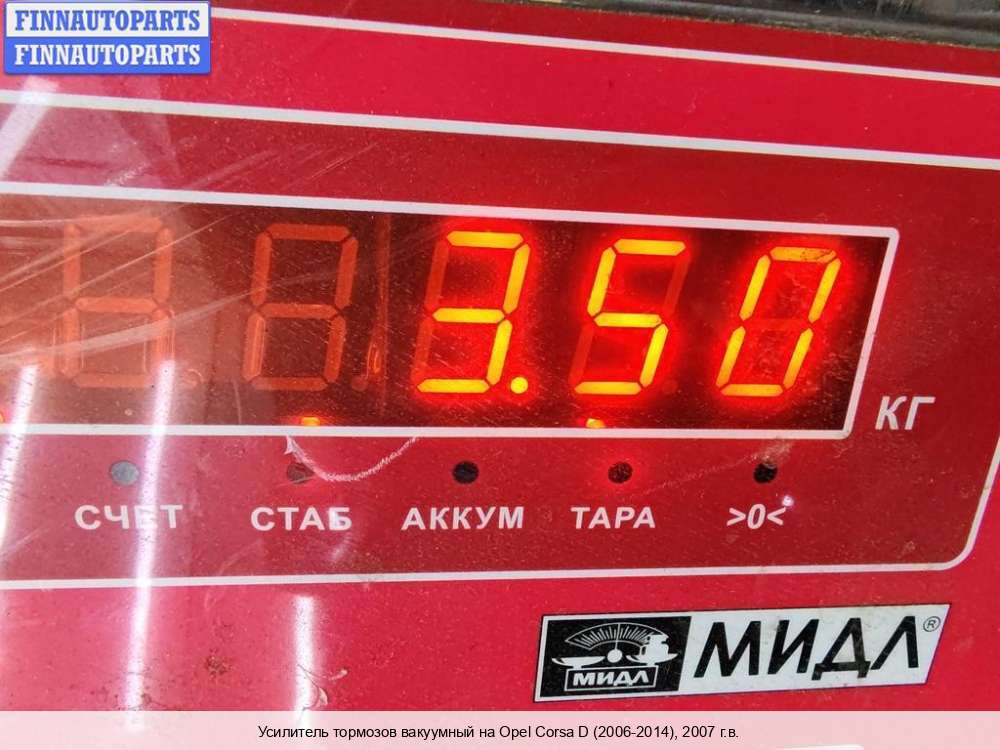 FINNAUTOPARTS
FINNAUTOPARTS
3.50
КГ
СЧЕТ СТАБ АККУМ ТАРА >0<
МИДЛ МИДЛ®
Усилитель тормозов вакуумный на Opel Corsa D (2006-2014), 2007 г.в.